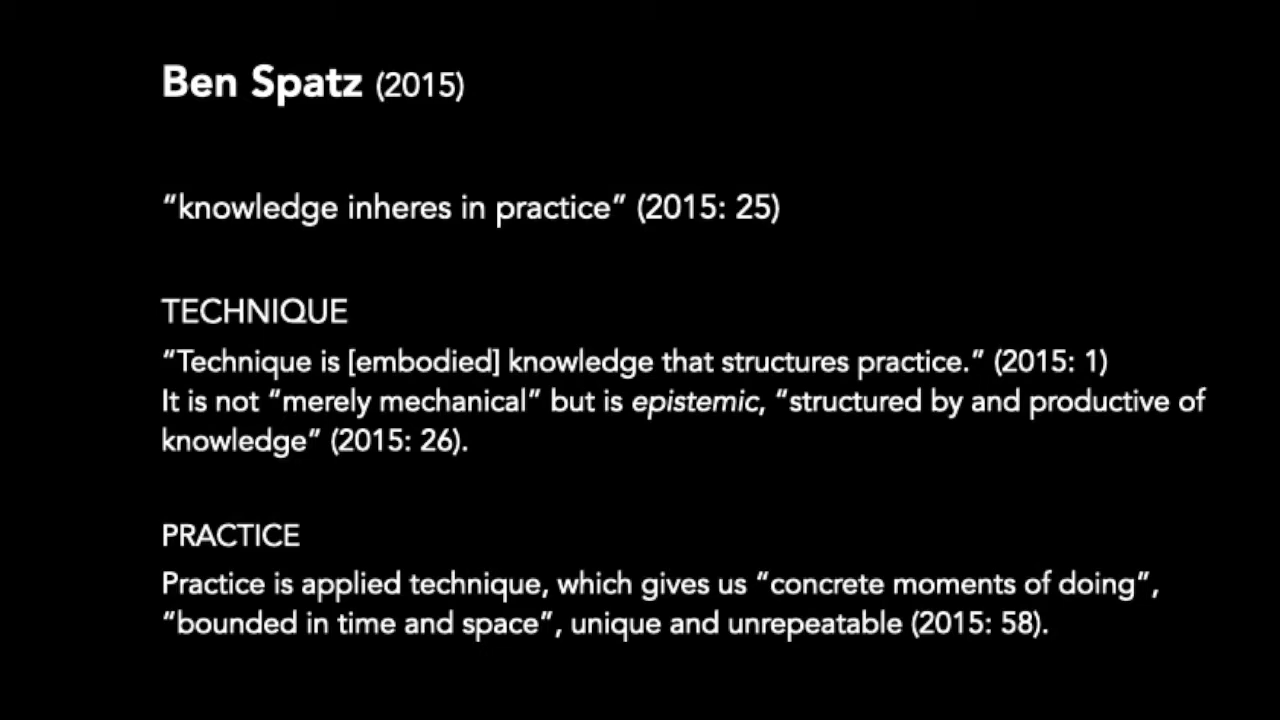 Ben Spatz (2015)
“knowledge inheres in practice” (2015: 25)
TECHNIQUE
“Technique is [embodied] knowledge that structures practice.” (2015: 1)
It is not “merely mechanical” but is epistemic, “structured by and productive of
knowledge” (2015: 26).
PRACTICE
Practice is applied technique, which gives us “concrete moments of doing”,
“bounded in time and space”, unique and unrepeatable (2015: 58).